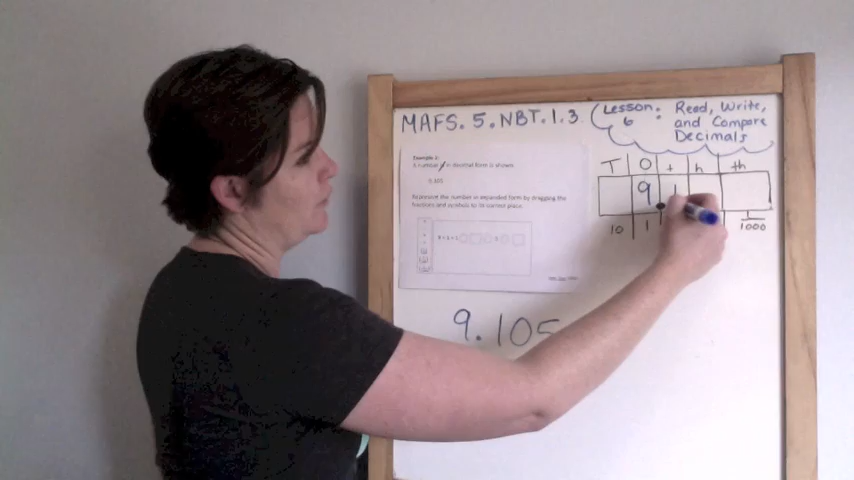 MAFS.5.NBT.1.3
Lesson 6 : Read, Write,
and Compare
Decimals
Example 2:
A number in decimal form is shown.
9.105
Represent the number in expanded form by dragging the
fractions and symbols to its correct place.
T O t h th
9 . 1
10 1 1000
9.105